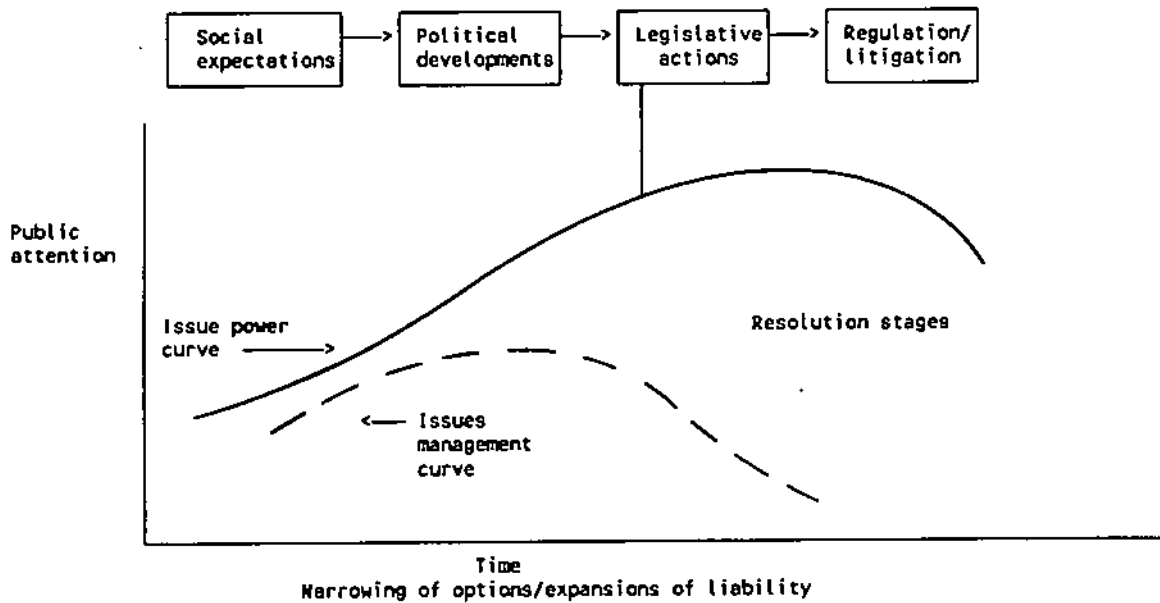 Social
expectations
Political
developments
Legislative
actions
Regulation/
litigation
Public
attention
Issue power
curve
Resolution stages
Issues
management
curve
Time
Narrowing of options/expansions of liability